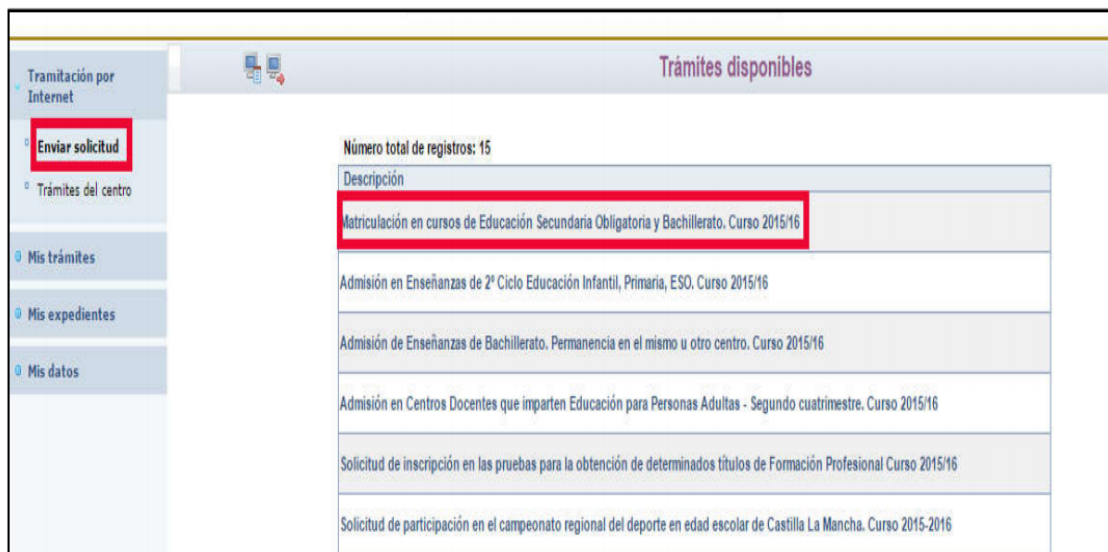 Trámites disponibles
Tramitación por
Internet
Enviar solicitud
Trámites del centro
Mis trámites
Mis expedientes
Mis datos
Número total de registros: 15
Descripción
Matriculación en cursos de Educación Secundaria Obligatoria y Bachillerato. Curso 2015/16
Admisión en Enseñanzas de 2º Ciclo Educación Infantil, Primaria, ESO. Curso 2015/16
Admisión de Enseñanzas de Bachillerato. Permanencia en el mismo u otro centro. Curso 2015/16
Admisión en Centros Docentes que imparten Educación para Personas Adultas - Segundo cuatrimestre. Curso 2015/16
Solicitud de inscripción en las pruebas para la obtención de determinados títulos de Formación Profesional Curso 2015/16
Solicitud de participación en el campeonato regional del deporte en edad escolar de Castilla La Mancha. Curso 2015-2016